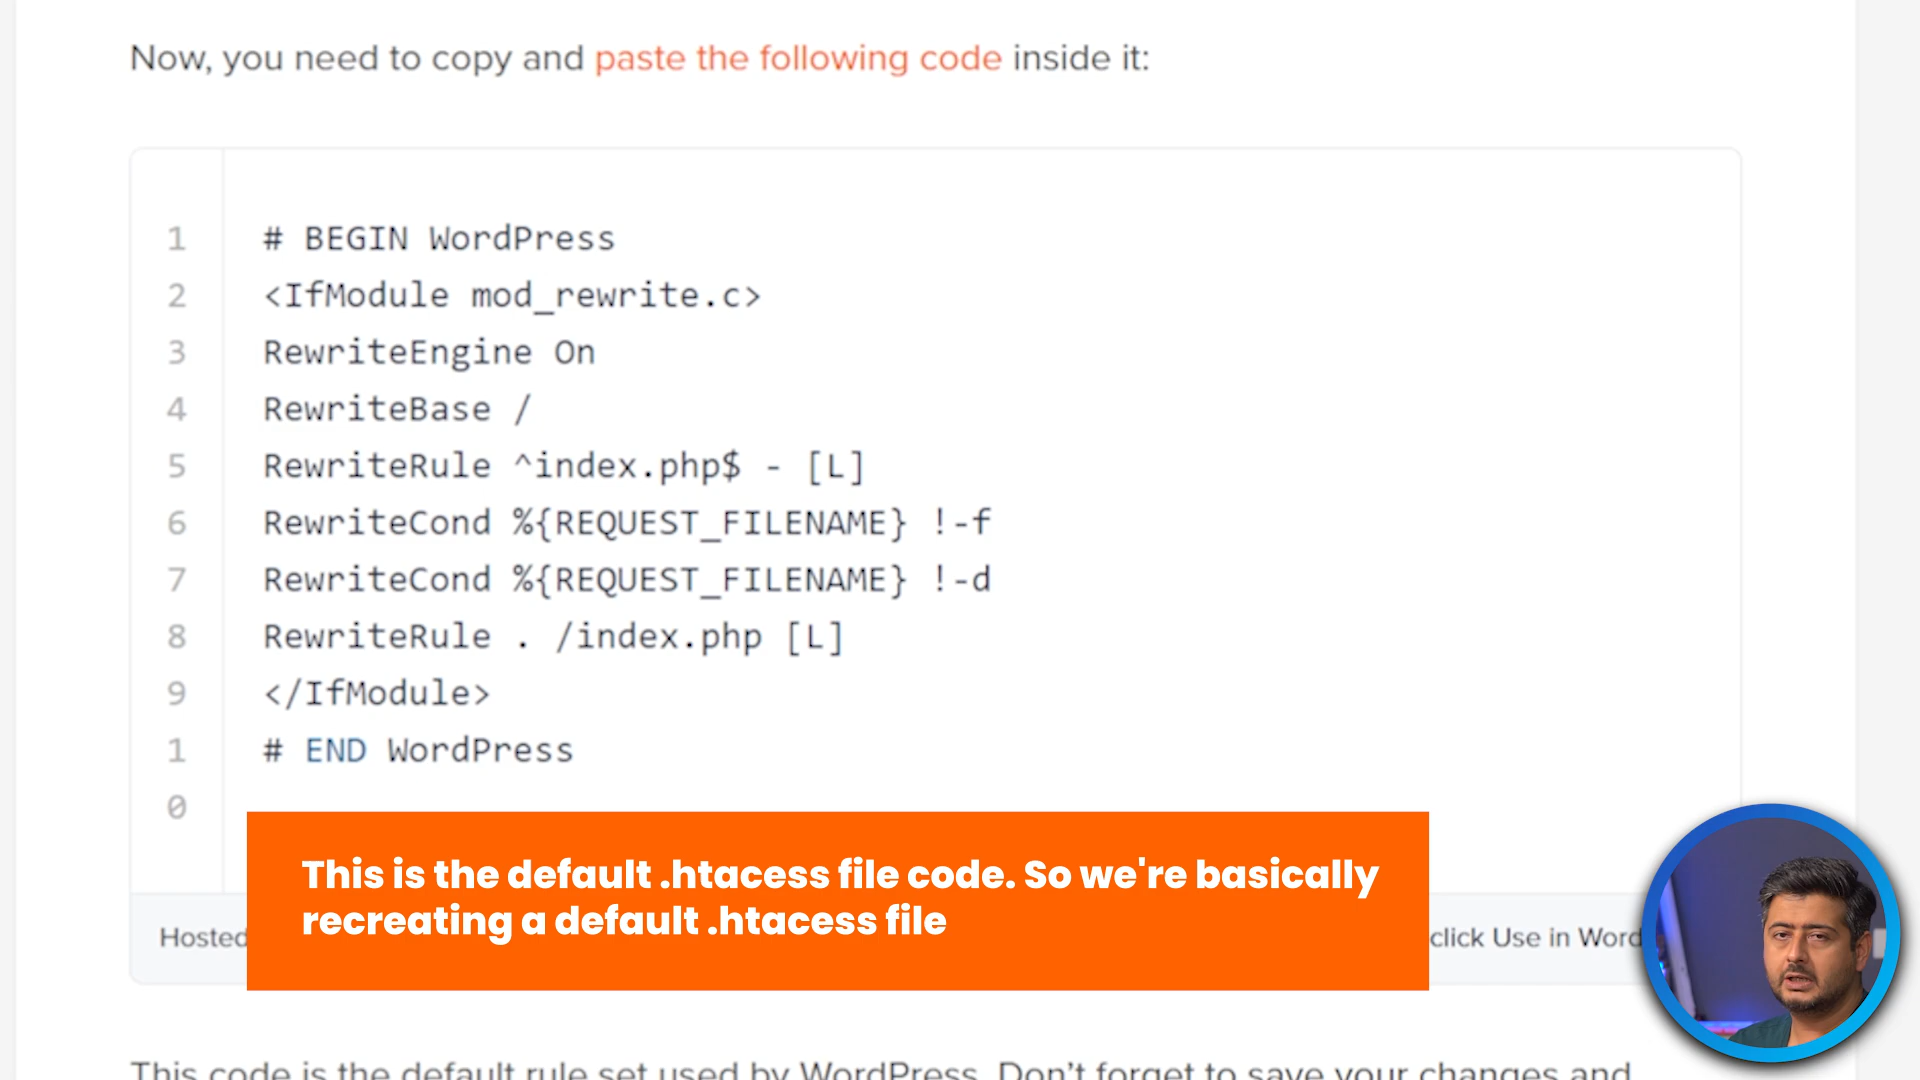 Now, you need to copy and paste the following code inside it:
1 # BEGIN WordPress
2 <IfModule mod_rewrite.c>
3 RewriteEngine On
4 RewriteBase /
5 RewriteRule ^index.php$ - [L]
6 RewriteCond %{REQUEST_FILENAME} !-f
7 RewriteCond %{REQUEST_FILENAME} !-d
8 RewriteRule . /index.php [L]
9 </IfModule>
1 # END WordPress
0
This is the default .htacess file code. So we're basically
recreating a default .htacess file
Hosted click Use in Word
This code is the default rule set used by WordPress. Don't forget to save your changes and